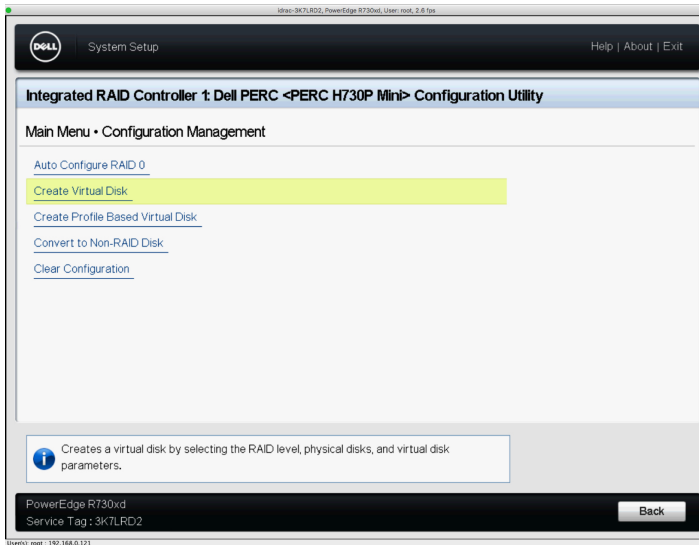 idrac-3K7LRD2, PowerEdge R730xd, User: root, 2.6 fps
DELL
System Setup
Help | About | Exit
Integrated RAID Controller 1: Dell PERC <PERC H730P Mini> Configuration Utility
Main Menu • Configuration Management
Auto Configure RAID 0
Create Virtual Disk
Create Profile Based Virtual Disk
Convert to Non-RAID Disk
Clear Configuration
Creates a virtual disk by selecting the RAID level, physical disks, and virtual disk
parameters.
PowerEdge R730xd
Service Tag : 3K7LRD2
Back
User(s): root : 192.168.0.121